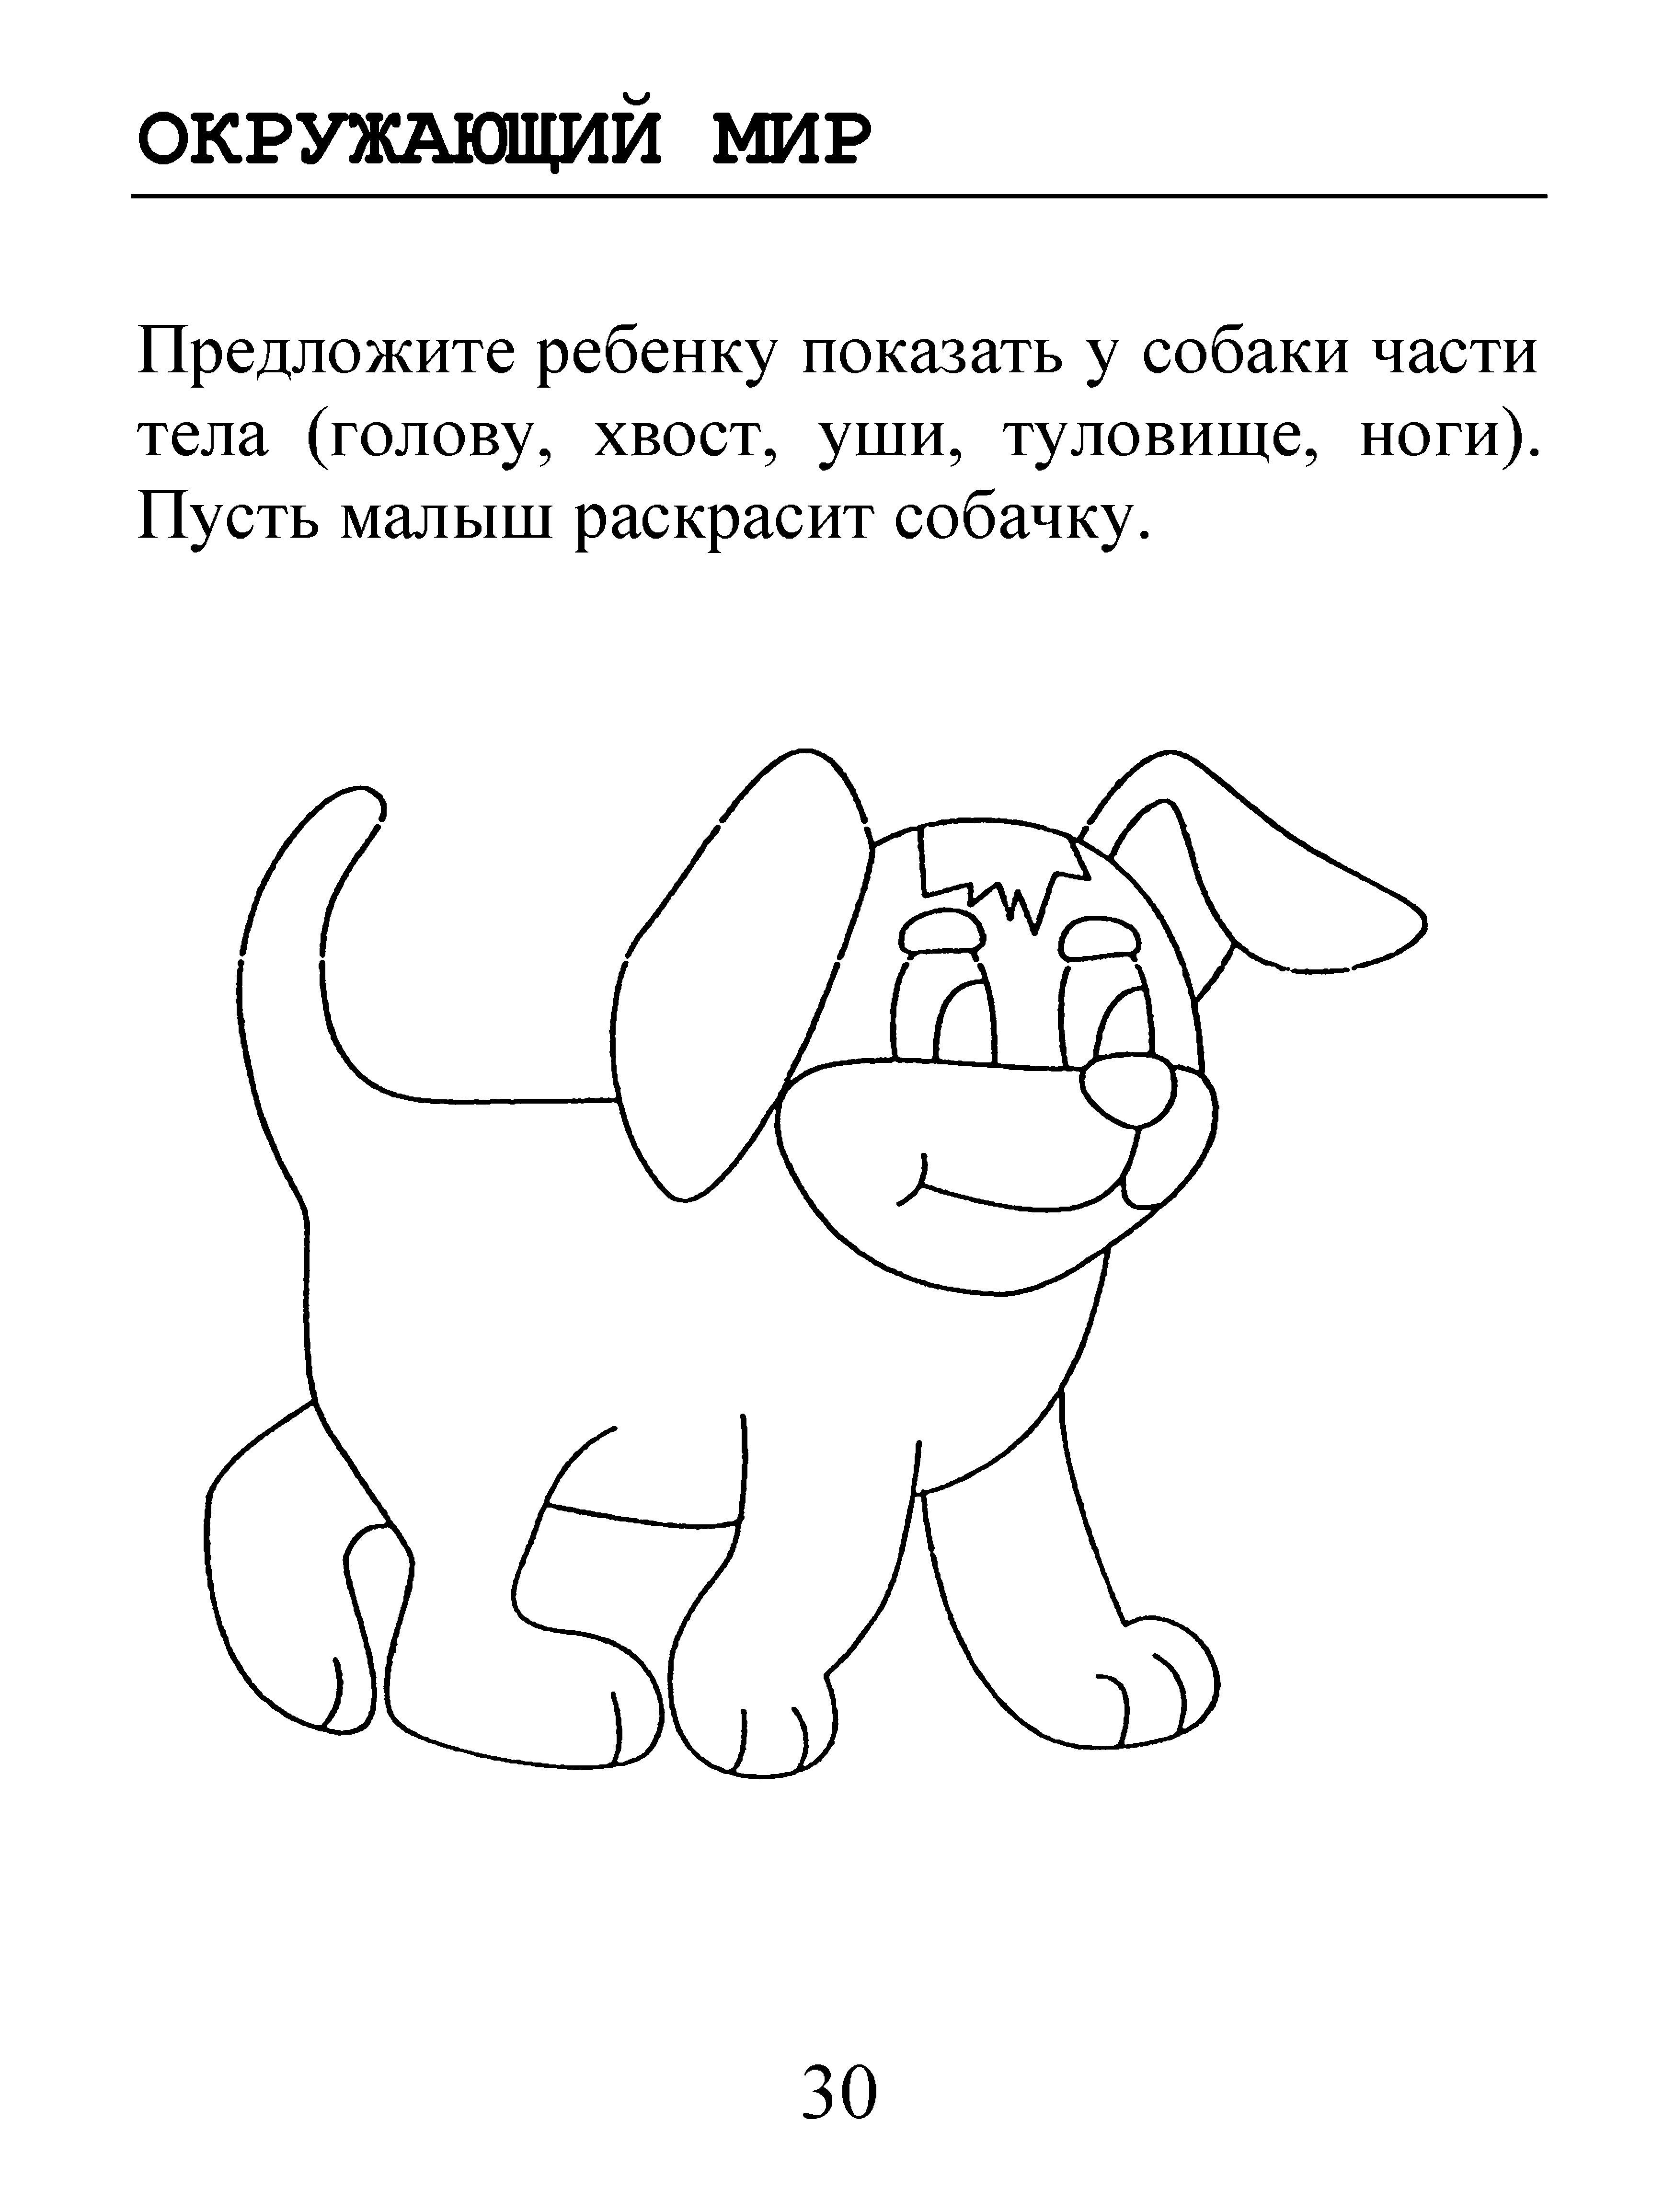 ОКРУЖАЮЩИЙ МИР
Предложите ребенку показать у собаки части
тела (голову, хвост, уши, туловище, ноги).
Пусть малыш раскрасит собачку.
30